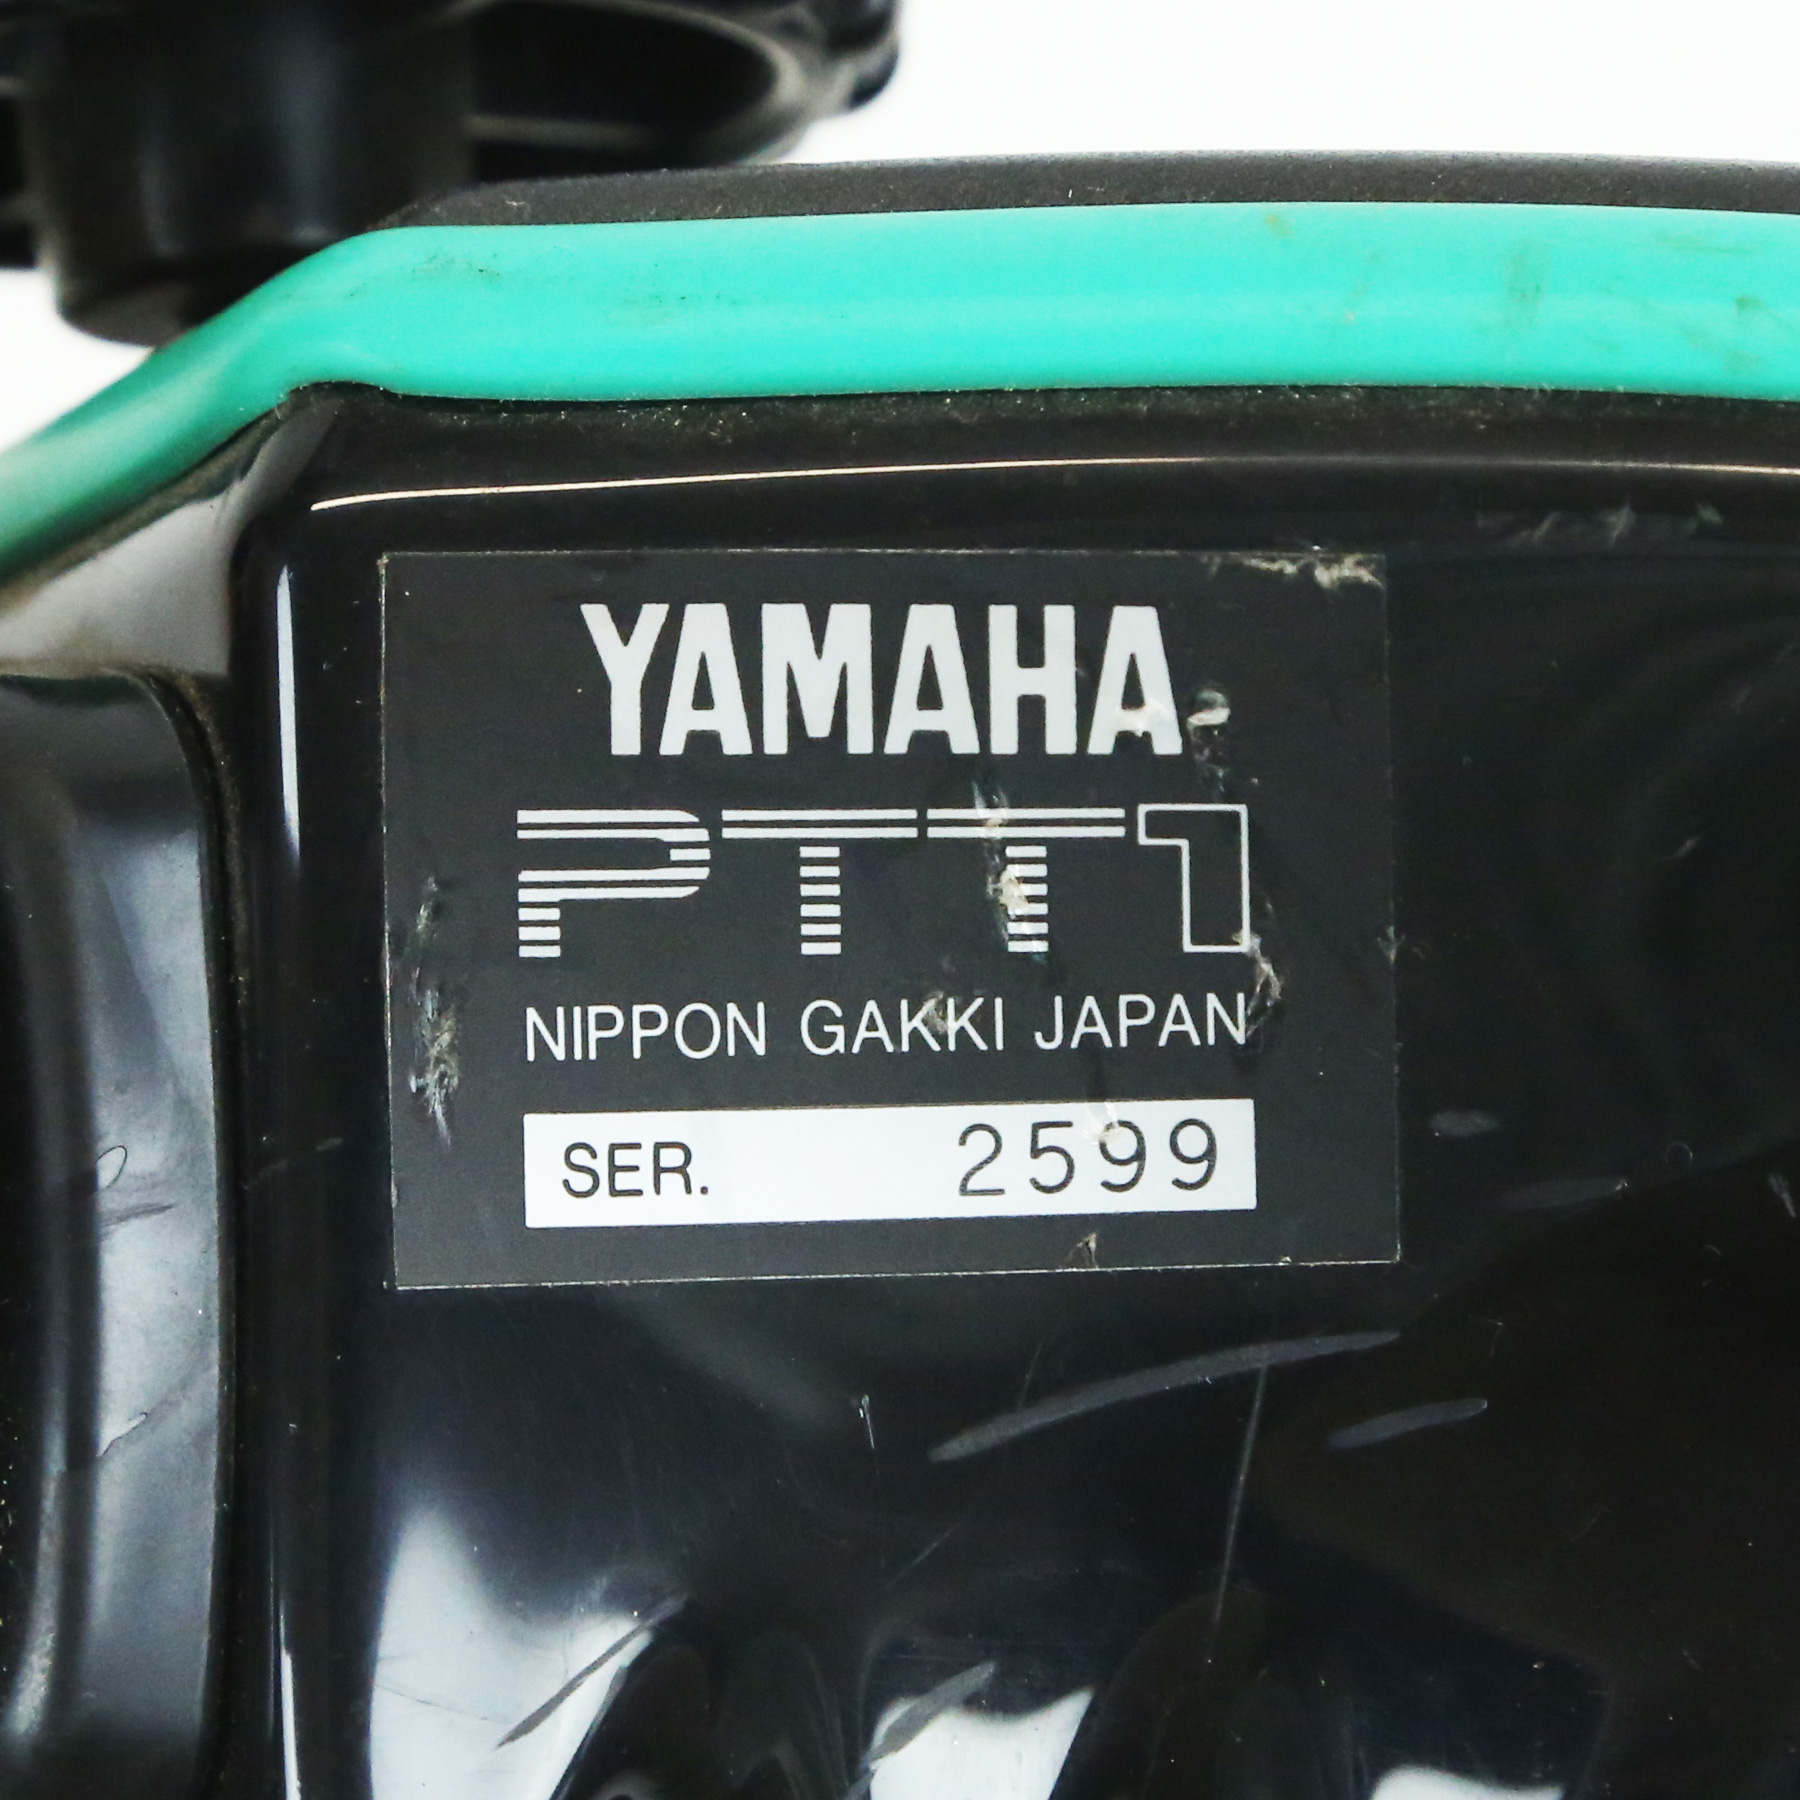 YAMAHA
PTT1
NIPPON GAKKI JAPAN
SER. 2599